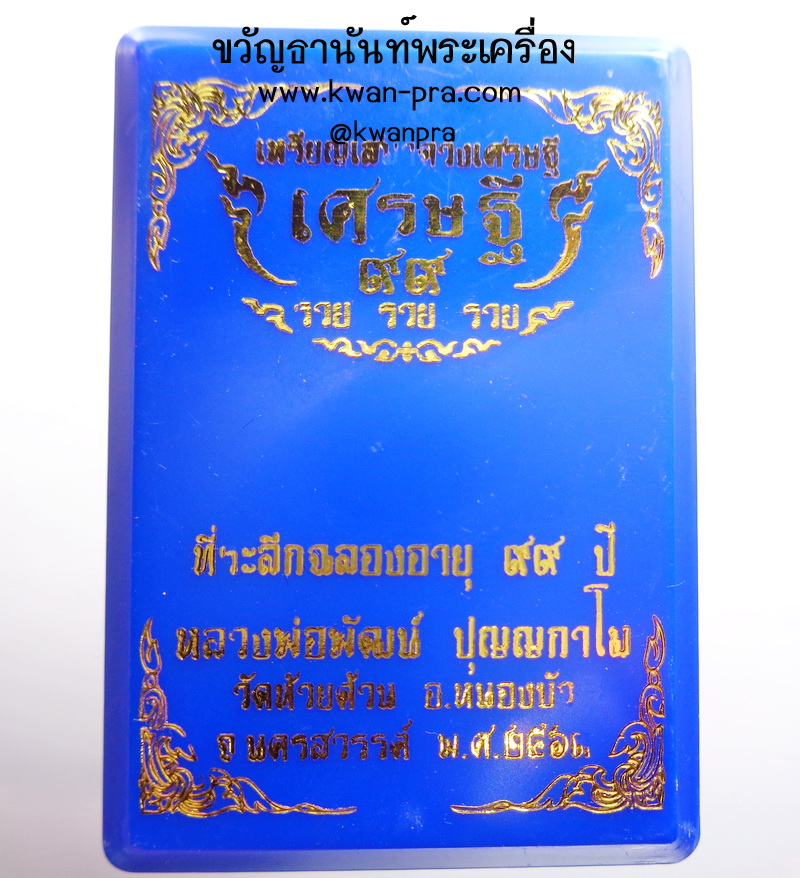 ขวัญธานันท์พระเครื่อง
www.kwan-pra.com
@kwanpra
เศรษฐี
๙๙
รวย รวย รวย
ที่ระลึกฉลองอายุ ๙๙ ปี
หลวงพ่อพัฒน์ ปุญญกาโม
วัดห้วยด้วน อ.หนองบัว
จ.นครสวรรค์ พ.ศ.